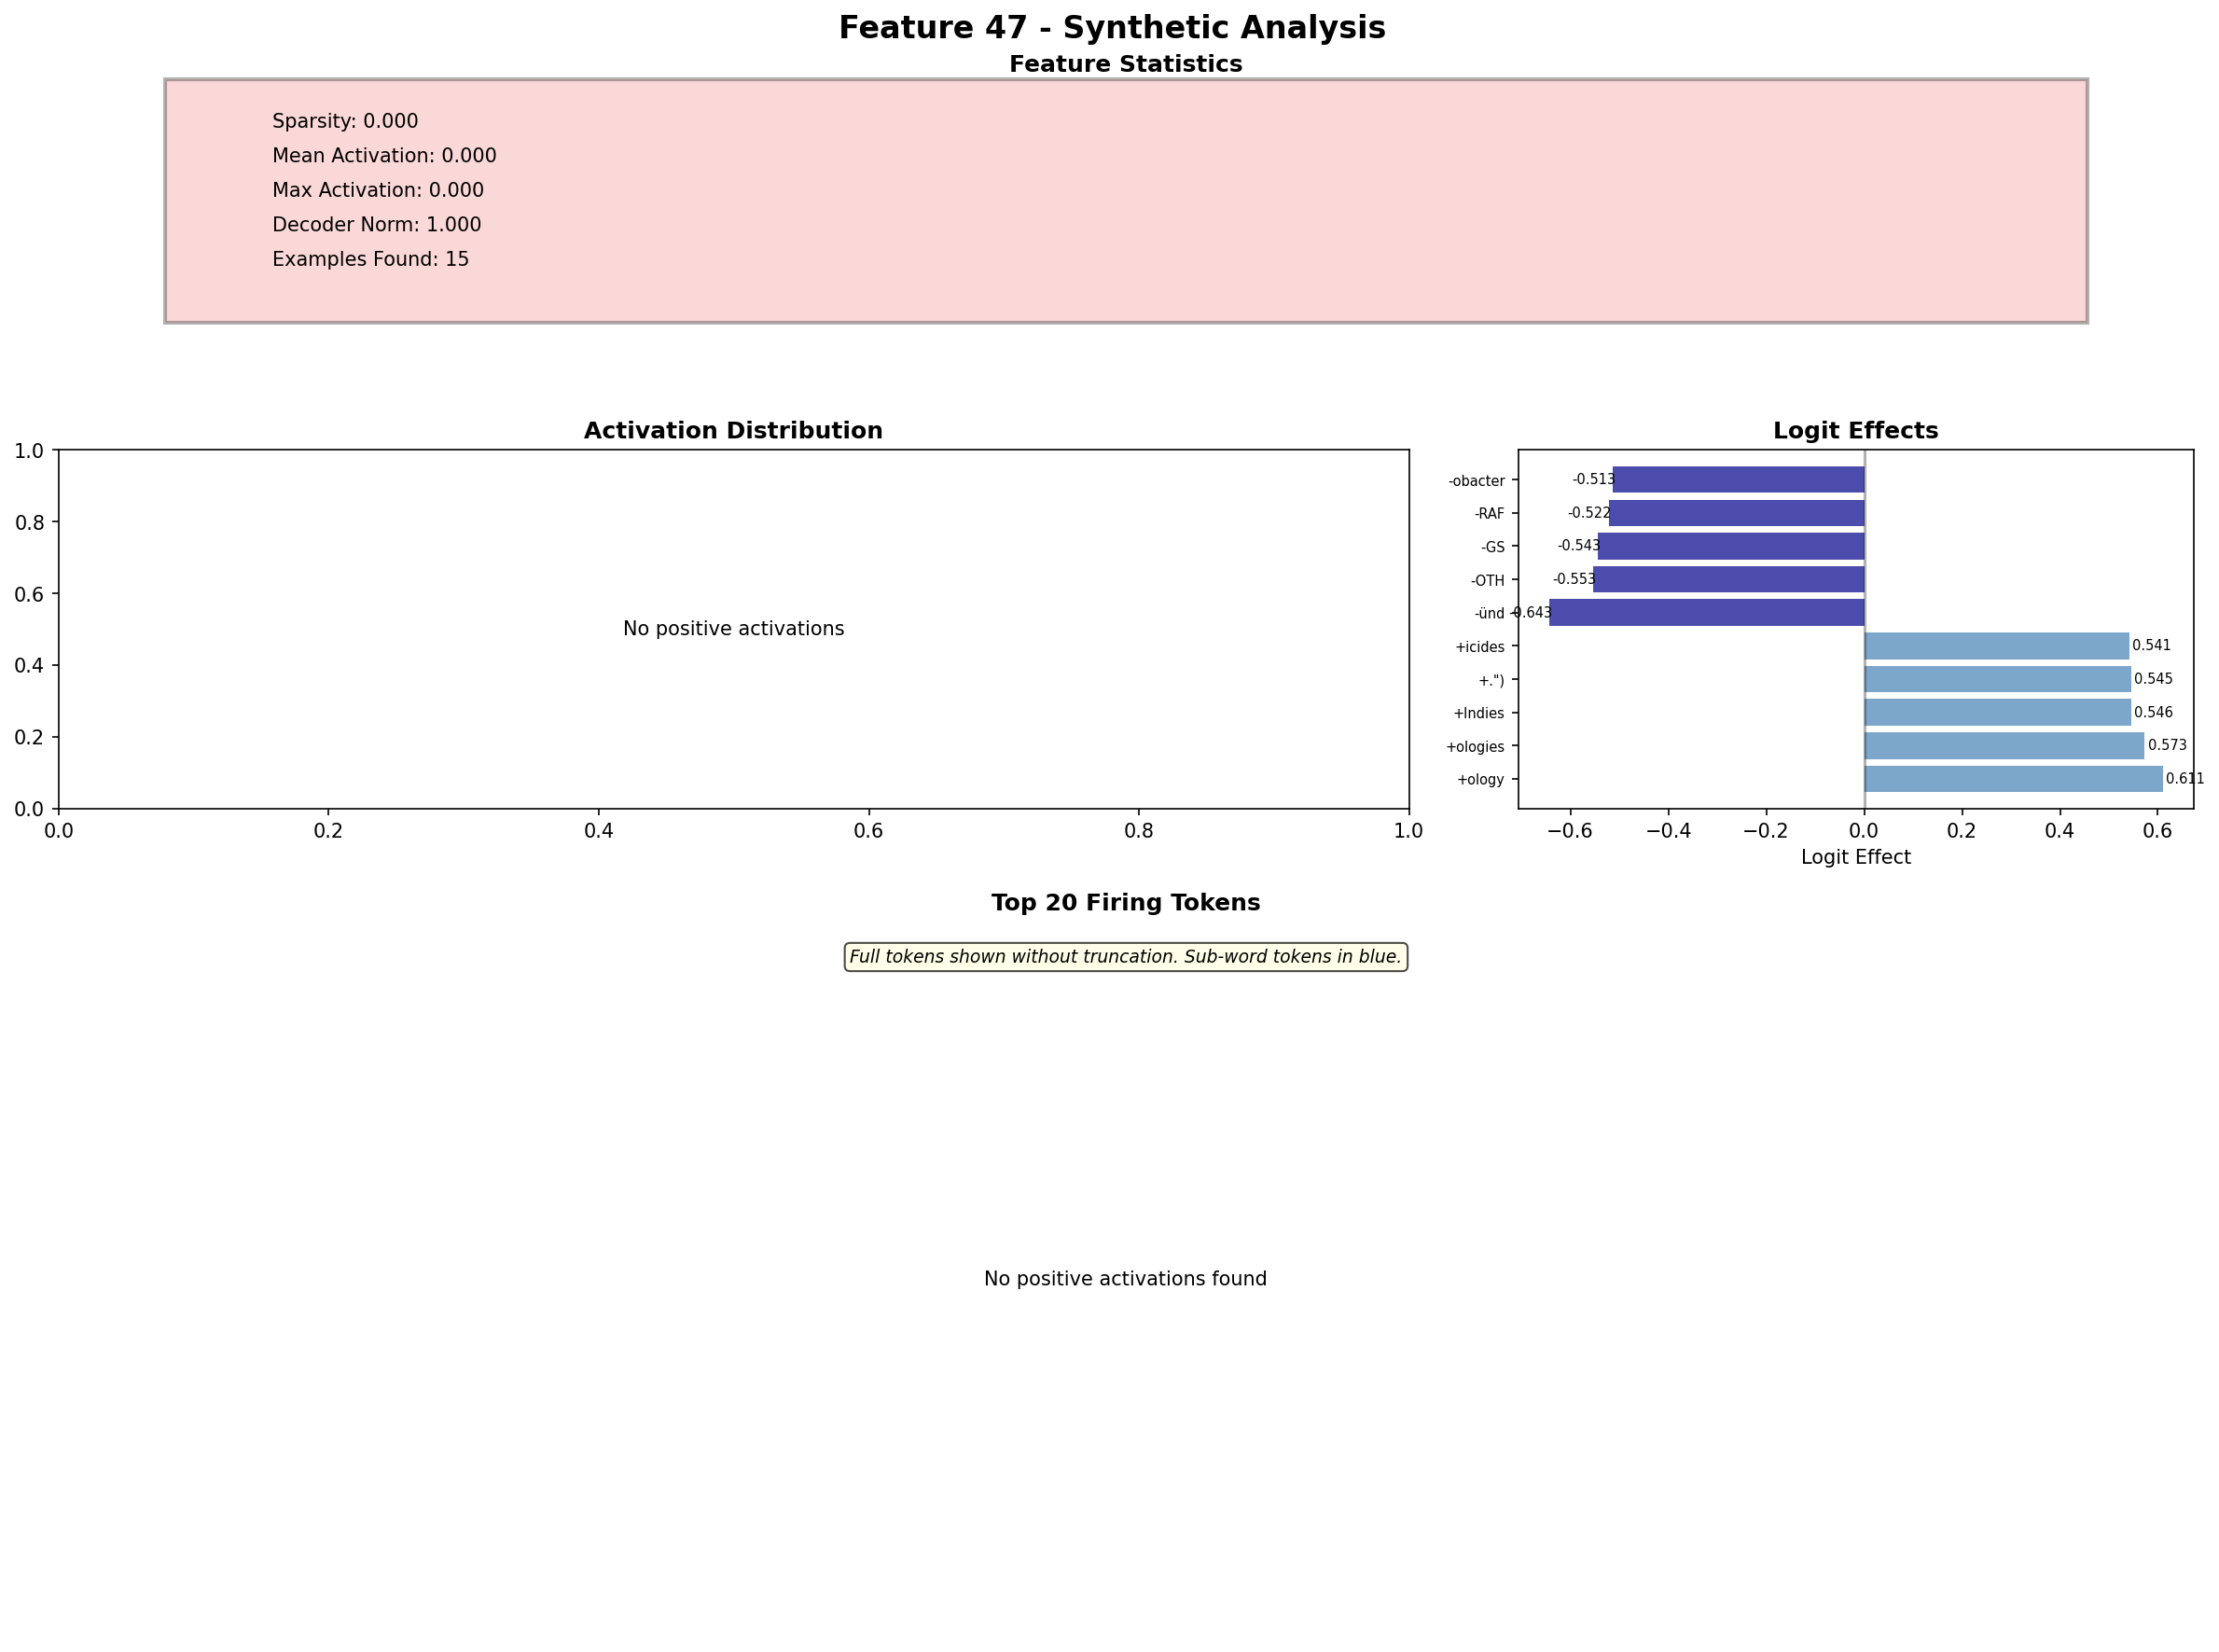 Feature 47 - Synthetic Analysis
Feature Statistics
Sparsity: 0.000
Mean Activation: 0.000
Max Activation: 0.000
Decoder Norm: 1.000
Examples Found: 15
Activation Distribution
1.0
0.8
0.6
0.4
0.2
0.0
No positive activations
0.0 0.2 0.4 0.6 0.8 1.0
Logit Effects
-obacter -0.513
-RAF -0.522
-GS -0.543
-OTH -0.553
-ünd -0.643
+icides 0.541
+.") 0.545
+Indies 0.546
+ologies 0.573
+ology 0.611
−0.6 −0.4 −0.2 0.0 0.2 0.4 0.6
Logit Effect
Top 20 Firing Tokens
Full tokens shown without truncation. Sub-word tokens in blue.
No positive activations found